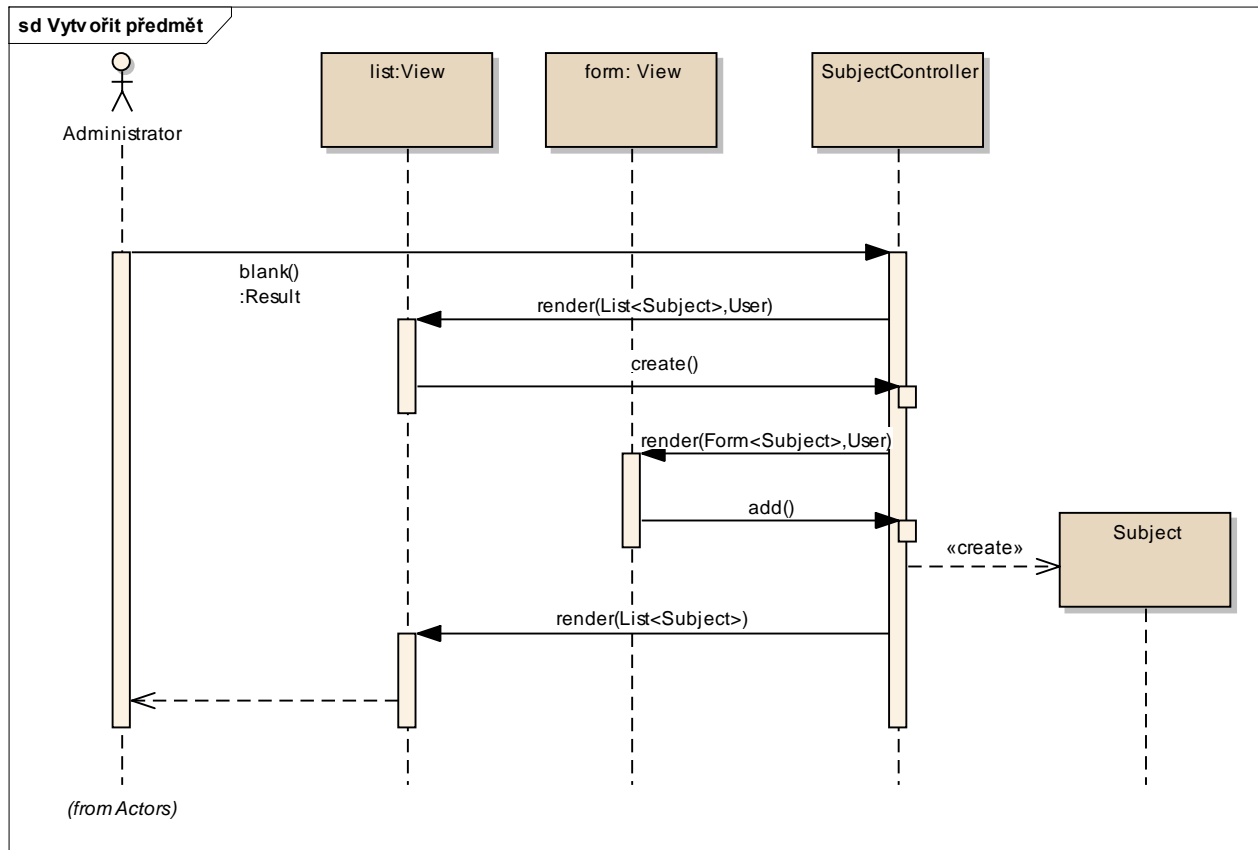 sd Vytvořit předmět
Administrator
list:View
form: View
SubjectController
blank()
:Result
render(List<Subject>,User)
create()
render(Form<Subject>,User)
add()
Subject
«create»
render(List<Subject>)
(from Actors)